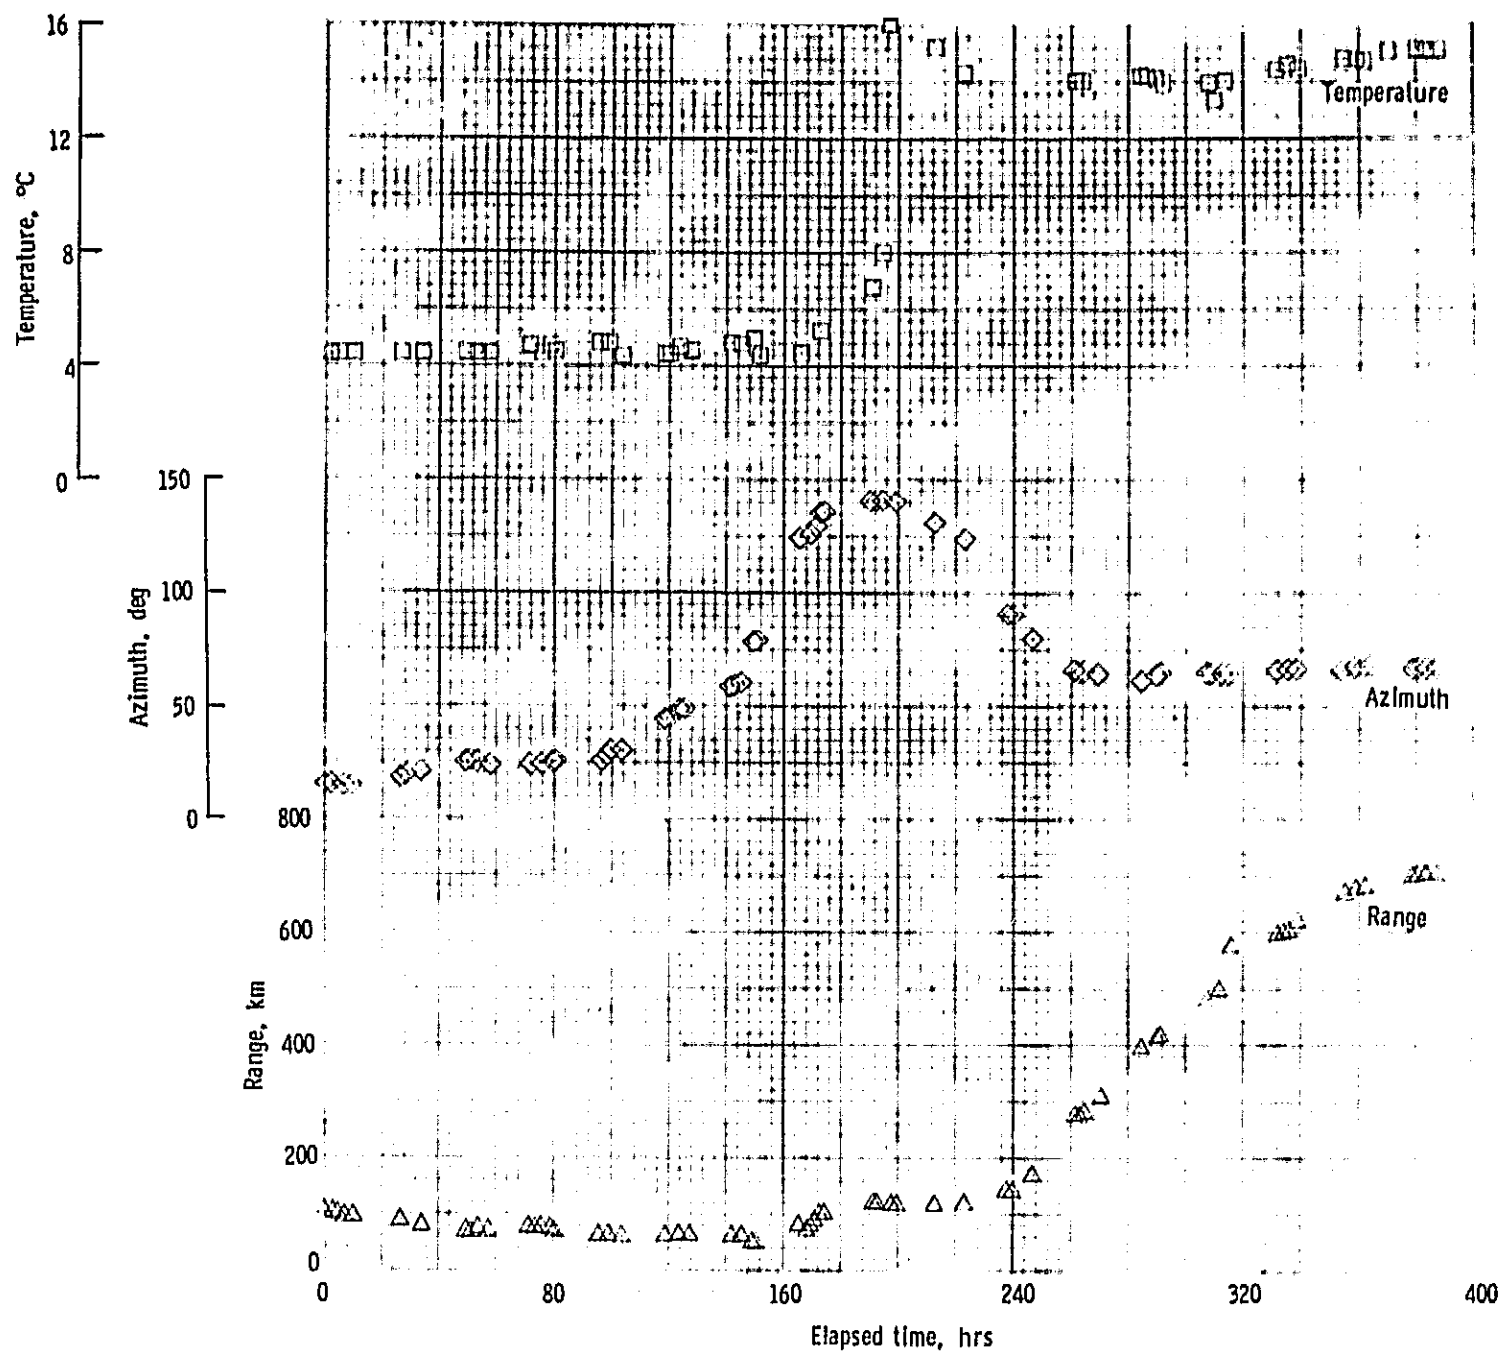 16
12
8
4
0
Temperature, °C
Temperature
150
100
50
0
Azimuth, deg
Azimuth
800
600
400
200
0
Range, km
Range
0 80 160 240 320 400
Elapsed time, hrs